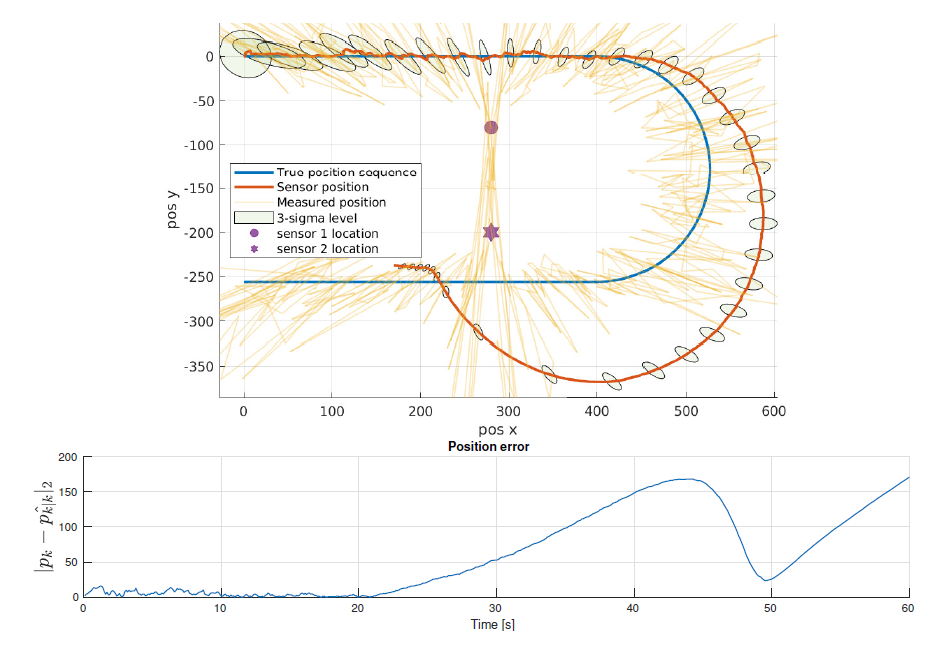 0
-50
-100
-150
-200
-250
-300
-350
pos y
True position sequence
Sensor position
Measured position
3-sigma level
sensor 1 location
sensor 2 location
0 100 200 300 400 500 600
pos x
Position error
200
150
100
50
0
|p_k − p̂_{k|k}|_2
0 10 20 30 40 50 60
Time [s]